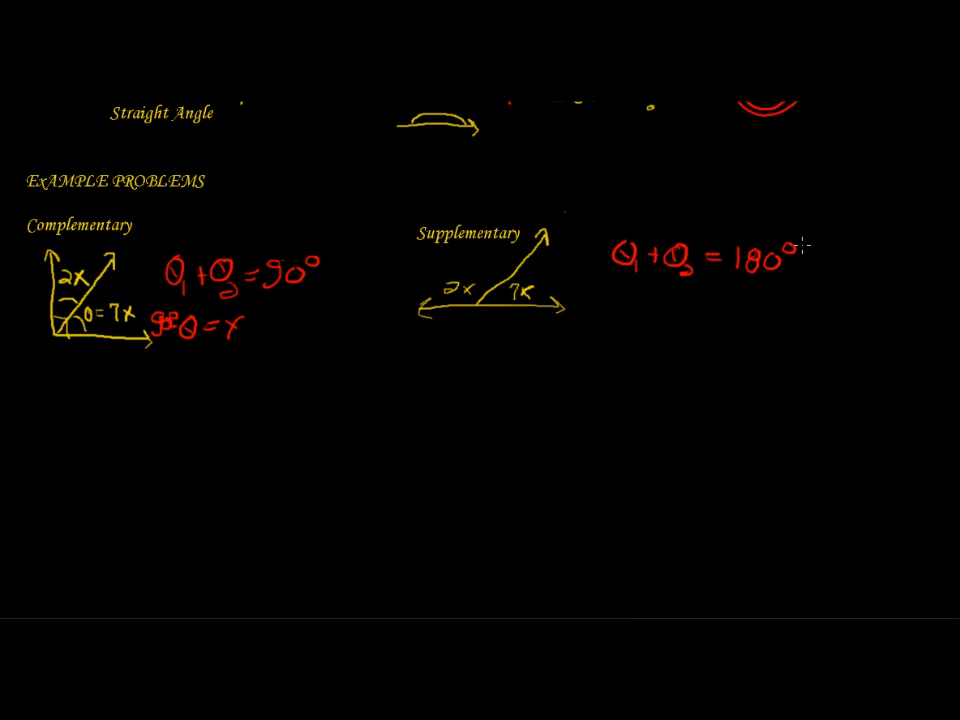 Straight Angle
EXAMPLE PROBLEMS
Complementary
2x
θ = 7x
θ₁ + θ₂ = 90°
θ = x
Supplementary
2x
7x
θ₁ + θ₂ = 180°